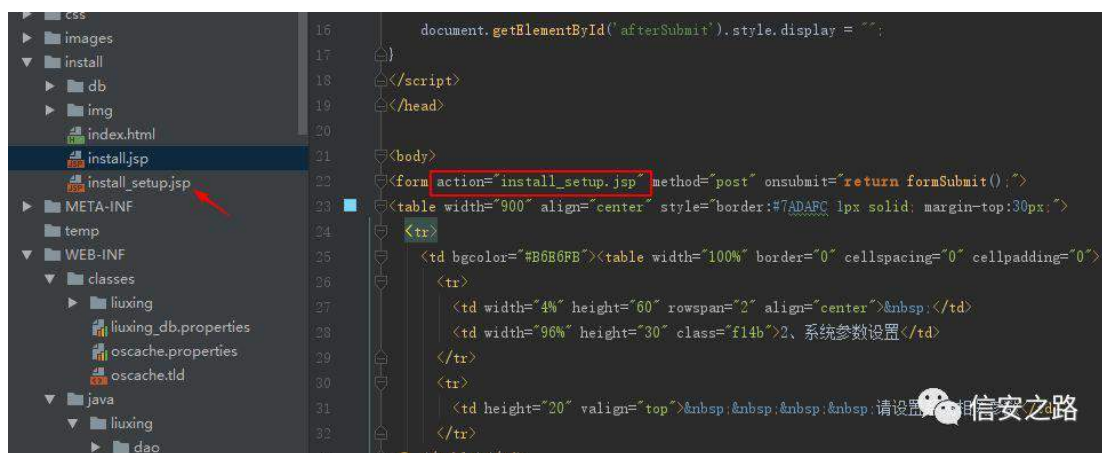 css
images
install
db
img
index.html
install.jsp
install_setup.jsp
META-INF
temp
WEB-INF
classes
liuxing
liuxing_db.properties
oscache.properties
oscache.tld
java
liuxing
dao
16 document.getElementById('afterSubmit').style.display = "";
17 }
18 </script>
19 </head>
20
21 <body>
22 <form action="install_setup.jsp" method="post" onsubmit="return formSubmit();">
23 <table width="900" align="center" style="border:#7ADAFC 1px solid; margin-top:30px;">
24 <tr>
25 <td bgcolor="#B6E6FB"><table width="100%" border="0" cellspacing="0" cellpadding="0">
26 <tr>
27 <td width="4%" height="60" rowspan="2" align="center">&nbsp;</td>
28 <td width="96%" height="30" class="f14b">2、系统参数设置</td>
29 </tr>
30 <tr>
31 <td height="20" valign="top">&nbsp;&nbsp;&nbsp;&nbsp;请设
32 </tr>
信安之路